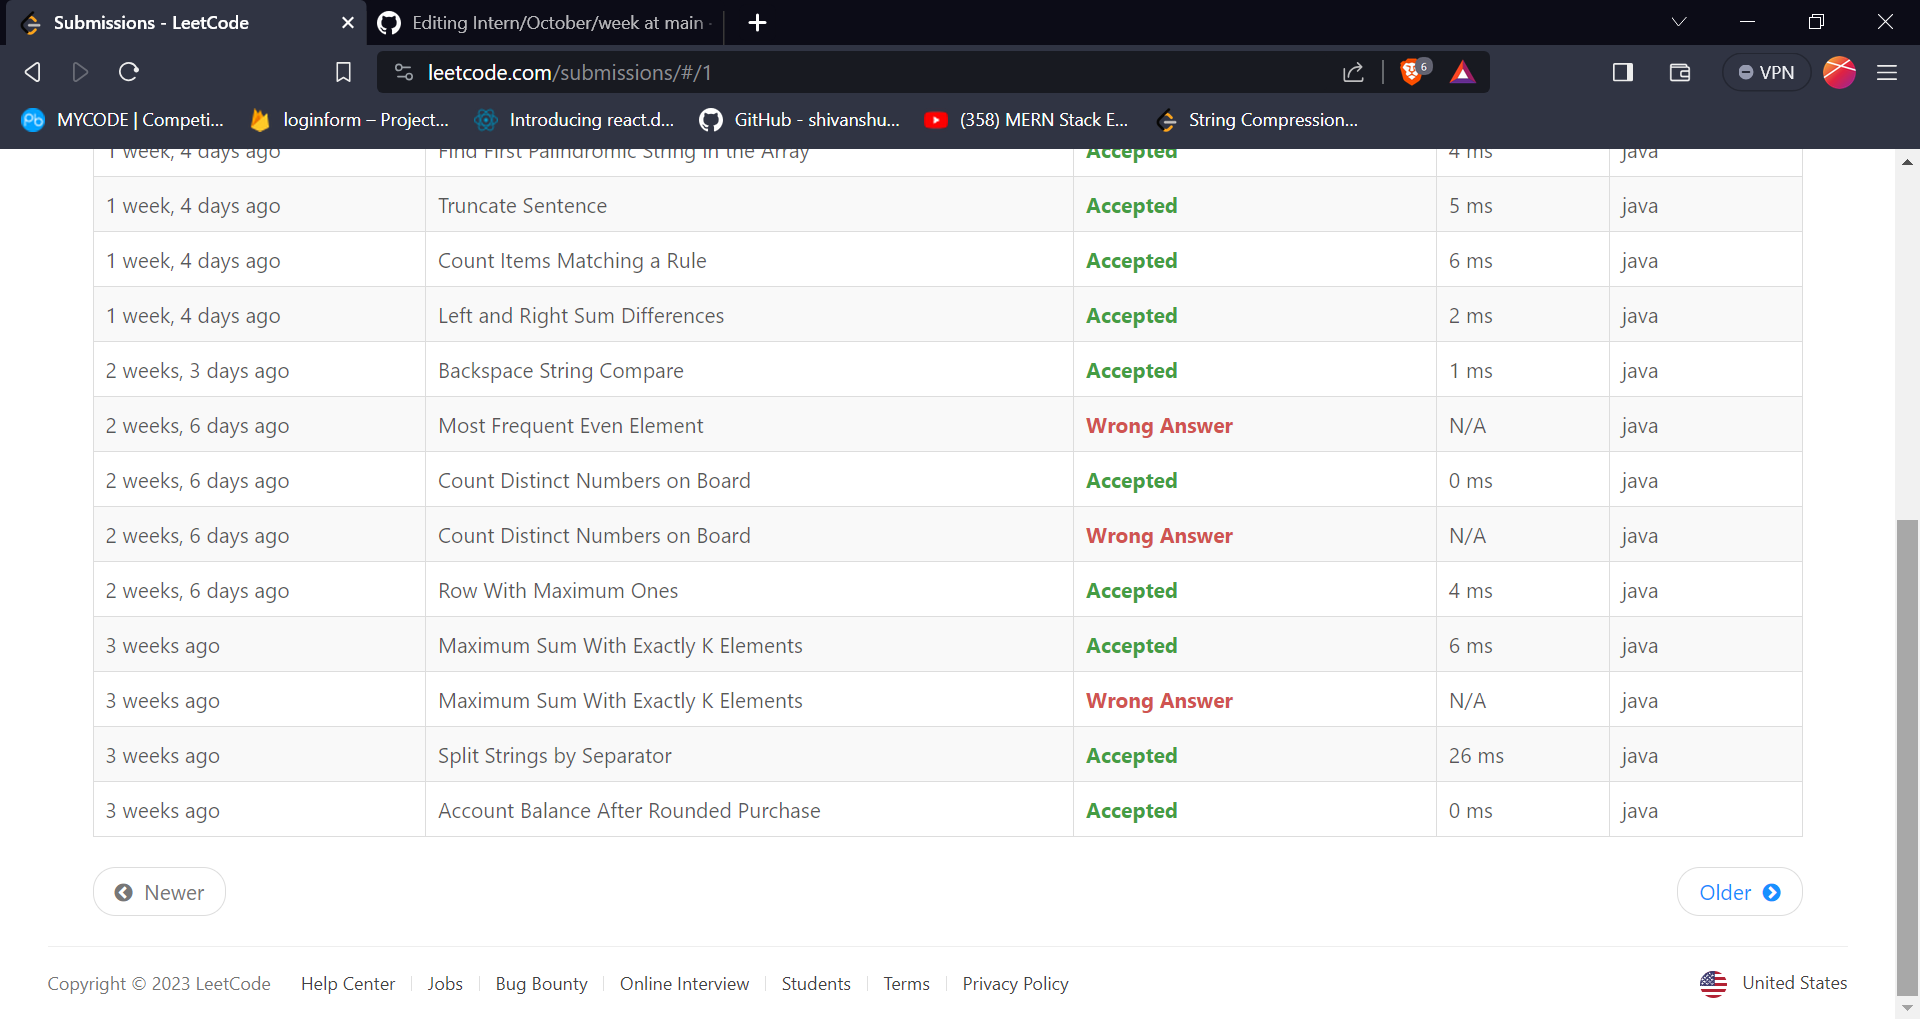 Submissions - LeetCode
Editing Intern/October/week at main
leetcode.com/submissions/#/1
6
VPN
MYCODE | Competi...
loginform – Project...
Introducing react.d...
GitHub - shivanshu...
(358) MERN Stack E...
String Compression...
1 week, 4 days ago Find First Palindromic String in the Array Accepted 4 ms java
1 week, 4 days ago Truncate Sentence Accepted 5 ms java
1 week, 4 days ago Count Items Matching a Rule Accepted 6 ms java
1 week, 4 days ago Left and Right Sum Differences Accepted 2 ms java
2 weeks, 3 days ago Backspace String Compare Accepted 1 ms java
2 weeks, 6 days ago Most Frequent Even Element Wrong Answer N/A java
2 weeks, 6 days ago Count Distinct Numbers on Board Accepted 0 ms java
2 weeks, 6 days ago Count Distinct Numbers on Board Wrong Answer N/A java
2 weeks, 6 days ago Row With Maximum Ones Accepted 4 ms java
3 weeks ago Maximum Sum With Exactly K Elements Accepted 6 ms java
3 weeks ago Maximum Sum With Exactly K Elements Wrong Answer N/A java
3 weeks ago Split Strings by Separator Accepted 26 ms java
3 weeks ago Account Balance After Rounded Purchase Accepted 0 ms java
Newer
Older
Copyright © 2023 LeetCode
Help Center
Jobs
Bug Bounty
Online Interview
Students
Terms
Privacy Policy
United States